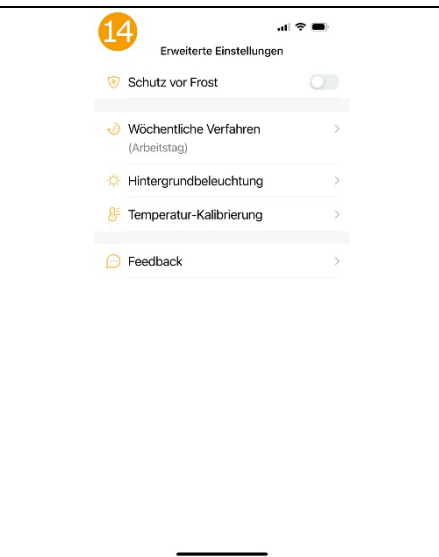 14
Erweiterte Einstellungen
Schutz vor Frost
Wöchentliche Verfahren
(Arbeitstag)
Hintergrundbeleuchtung
Temperatur-Kalibrierung
Feedback